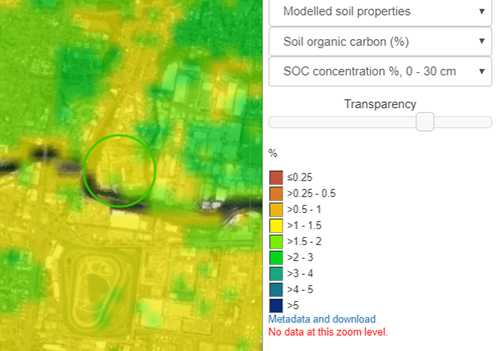 Modelled soil properties
Soil organic carbon (%)
SOC concentration %, 0 - 30 cm
Transparency
%
≤0.25
>0.25 - 0.5
>0.5 - 1
>1 - 1.5
>1.5 - 2
>2 - 3
>3 - 4
>4 - 5
>5
Metadata and download
No data at this zoom level.